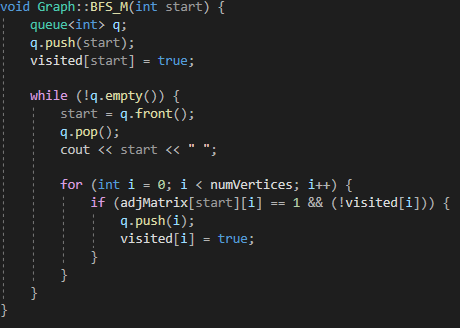 void Graph::BFS_M(int start) {
    queue<int> q;
    q.push(start);
    visited[start] = true;

    while (!q.empty()) {
        start = q.front();
        q.pop();
        cout << start << " ";

        for (int i = 0; i < numVertices; i++) {
            if (adjMatrix[start][i] == 1 && (!visited[i])) {
                q.push(i);
                visited[i] = true;
            }
        }
    }
}